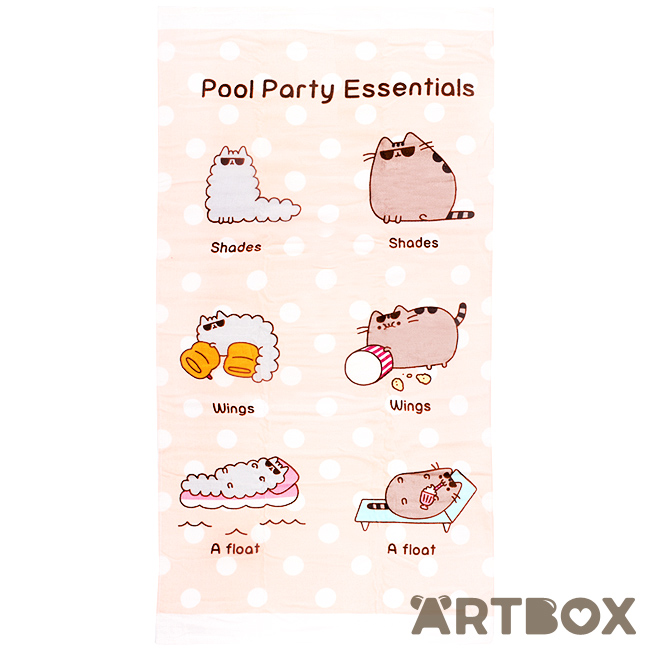 Pool Party Essentials
Shades
Shades
Wings
Wings
A float
A float
ARTBOX